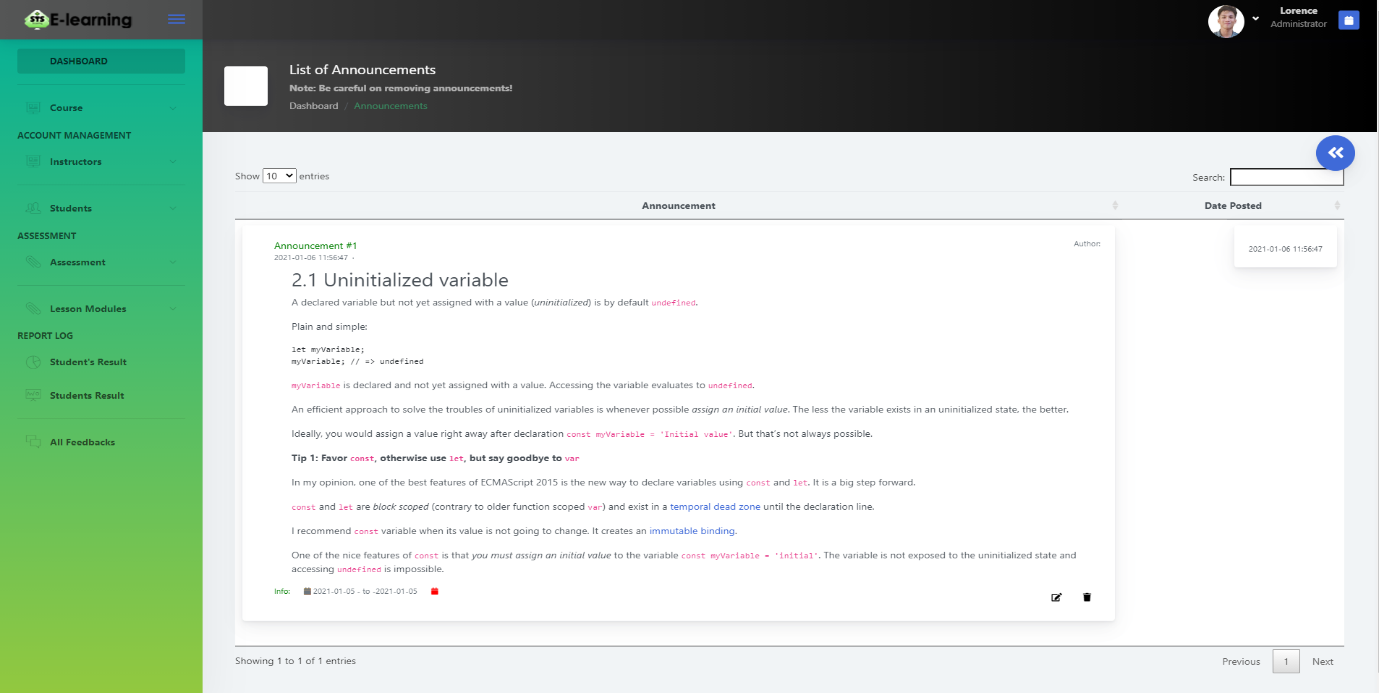 STS E-learning
Lorence
Administrator
DASHBOARD
Course
ACCOUNT MANAGEMENT
Instructors
Students
ASSESSMENT
Assessment
Lesson Modules
REPORT LOG
Student's Result
Students Result
All Feedbacks
List of Announcements
Note: Be careful on removing announcements!
Dashboard / Announcements
Show 10 entries
Search:
Announcement Date Posted
Announcement #1 Author:
2021-01-06 11:56:47 2021-01-06 11:56:47
2.1 Uninitialized variable
A declared variable but not yet assigned with a value (uninitialized) is by default undefined.
Plain and simple:
let myVariable;
myVariable; // => undefined
myVariable is declared and not yet assigned with a value. Accessing the variable evaluates to undefined.
An efficient approach to solve the troubles of uninitialized variables is whenever possible assign an initial value. The less the variable exists in an uninitialized state, the better.
Ideally, you would assign a value right away after declaration const myVariable = 'Initial value'. But that's not always possible.
Tip 1: Favor const, otherwise use let, but say goodbye to var
In my opinion, one of the best features of ECMAScript 2015 is the new way to declare variables using const and let. It is a big step forward.
const and let are block scoped (contrary to older function scoped var) and exist in a temporal dead zone until the declaration line.
I recommend const variable when its value is not going to change. It creates an immutable binding.
One of the nice features of const is that you must assign an initial value to the variable const myVariable = 'initial'. The variable is not exposed to the uninitialized state and
accessing undefined is impossible.
Info: 2021-01-05 - to -2021-01-05
Showing 1 to 1 of 1 entries
Previous 1 Next